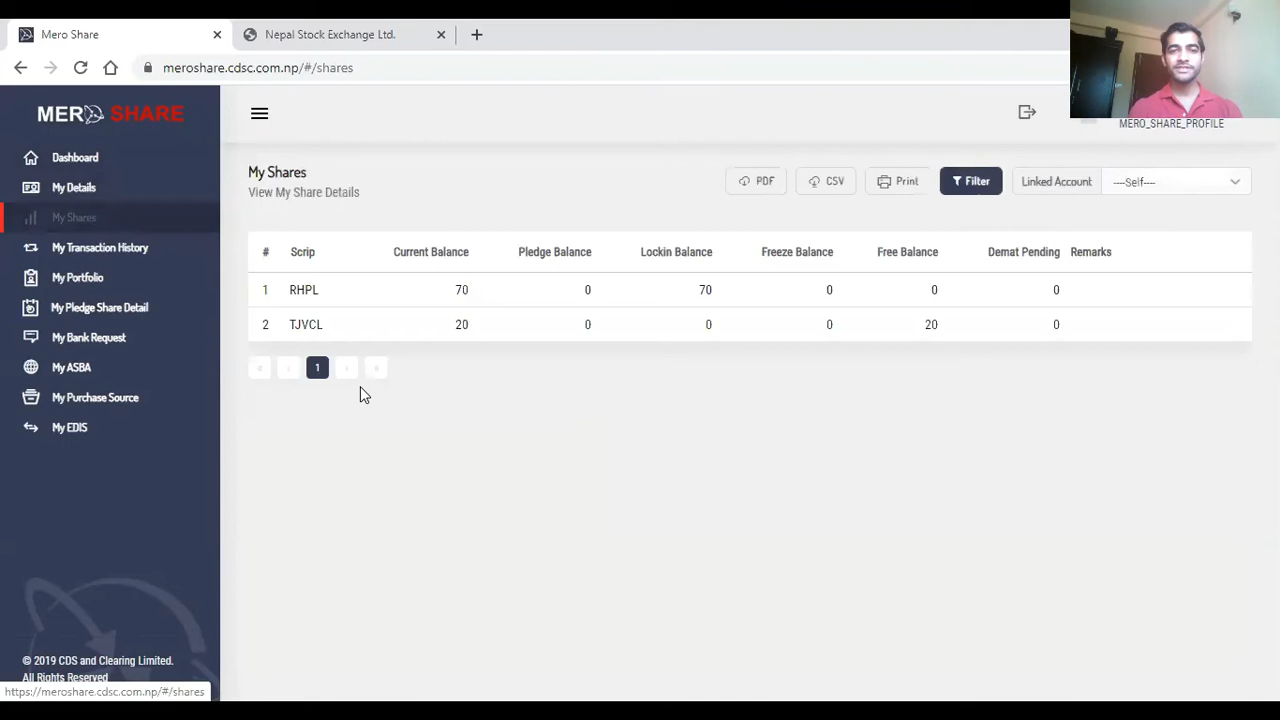 Mero Share
Nepal Stock Exchange Ltd.
meroshare.cdsc.com.np/#/shares
MERO SHARE
MERO_SHARE_PROFILE
Dashboard
My Details
My Shares
My Transaction History
My Portfolio
My Pledge Share Detail
My Bank Request
My ASBA
My Purchase Source
My EDIS
© 2019 CDS and Clearing Limited.
All Rights Reserved
https://meroshare.cdsc.com.np/#/shares
My Shares
View My Share Details
PDF CSV Print Filter Linked Account ----Self----
# Scrip Current Balance Pledge Balance Lockin Balance Freeze Balance Free Balance Demat Pending Remarks
1 RHPL 70 0 70 0 0 0
2 TJVCL 20 0 0 0 20 0
« ‹ 1 › »